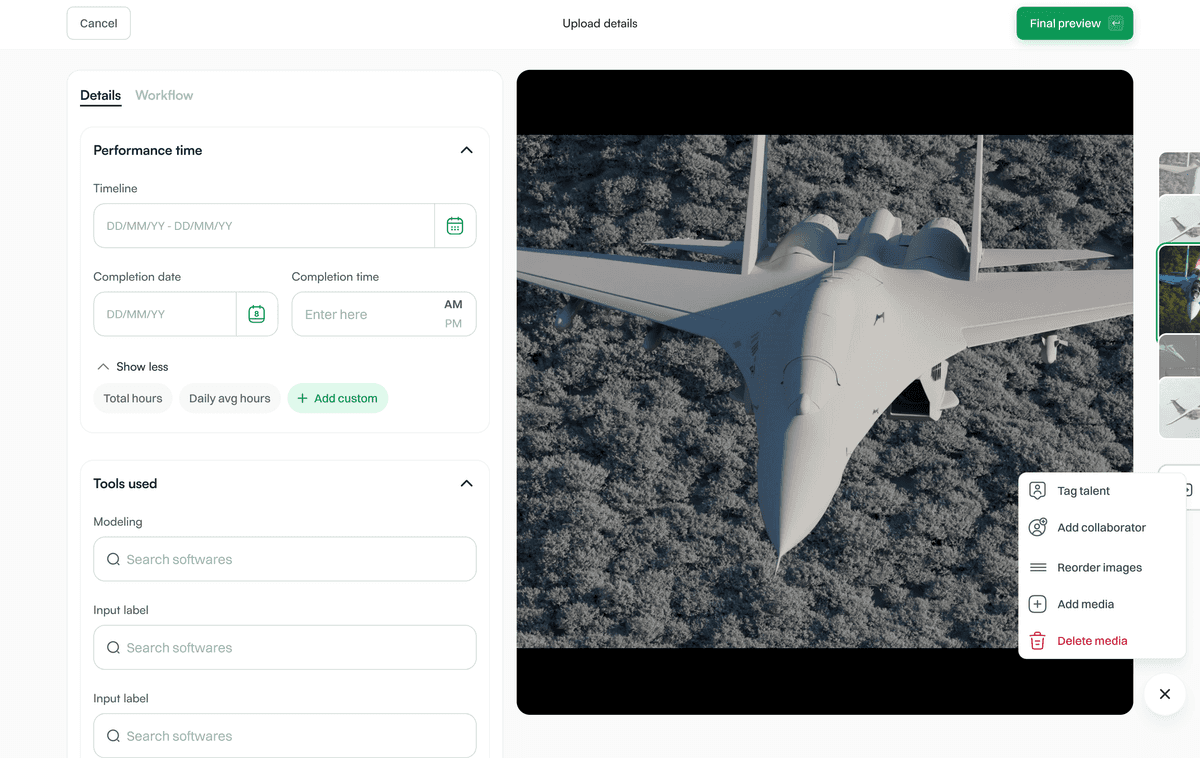 Cancel
Upload details
Final preview
Details
Workflow
Performance time
Timeline
DD/MM/YY - DD/MM/YY
Completion date
Completion time
DD/MM/YY
8
Enter here
AM
PM
Show less
Total hours
Daily avg hours
+ Add custom
Tools used
Modeling
Search softwares
Input label
Search softwares
Input label
Search softwares
Tag talent
Add collaborator
Reorder images
Add media
Delete media